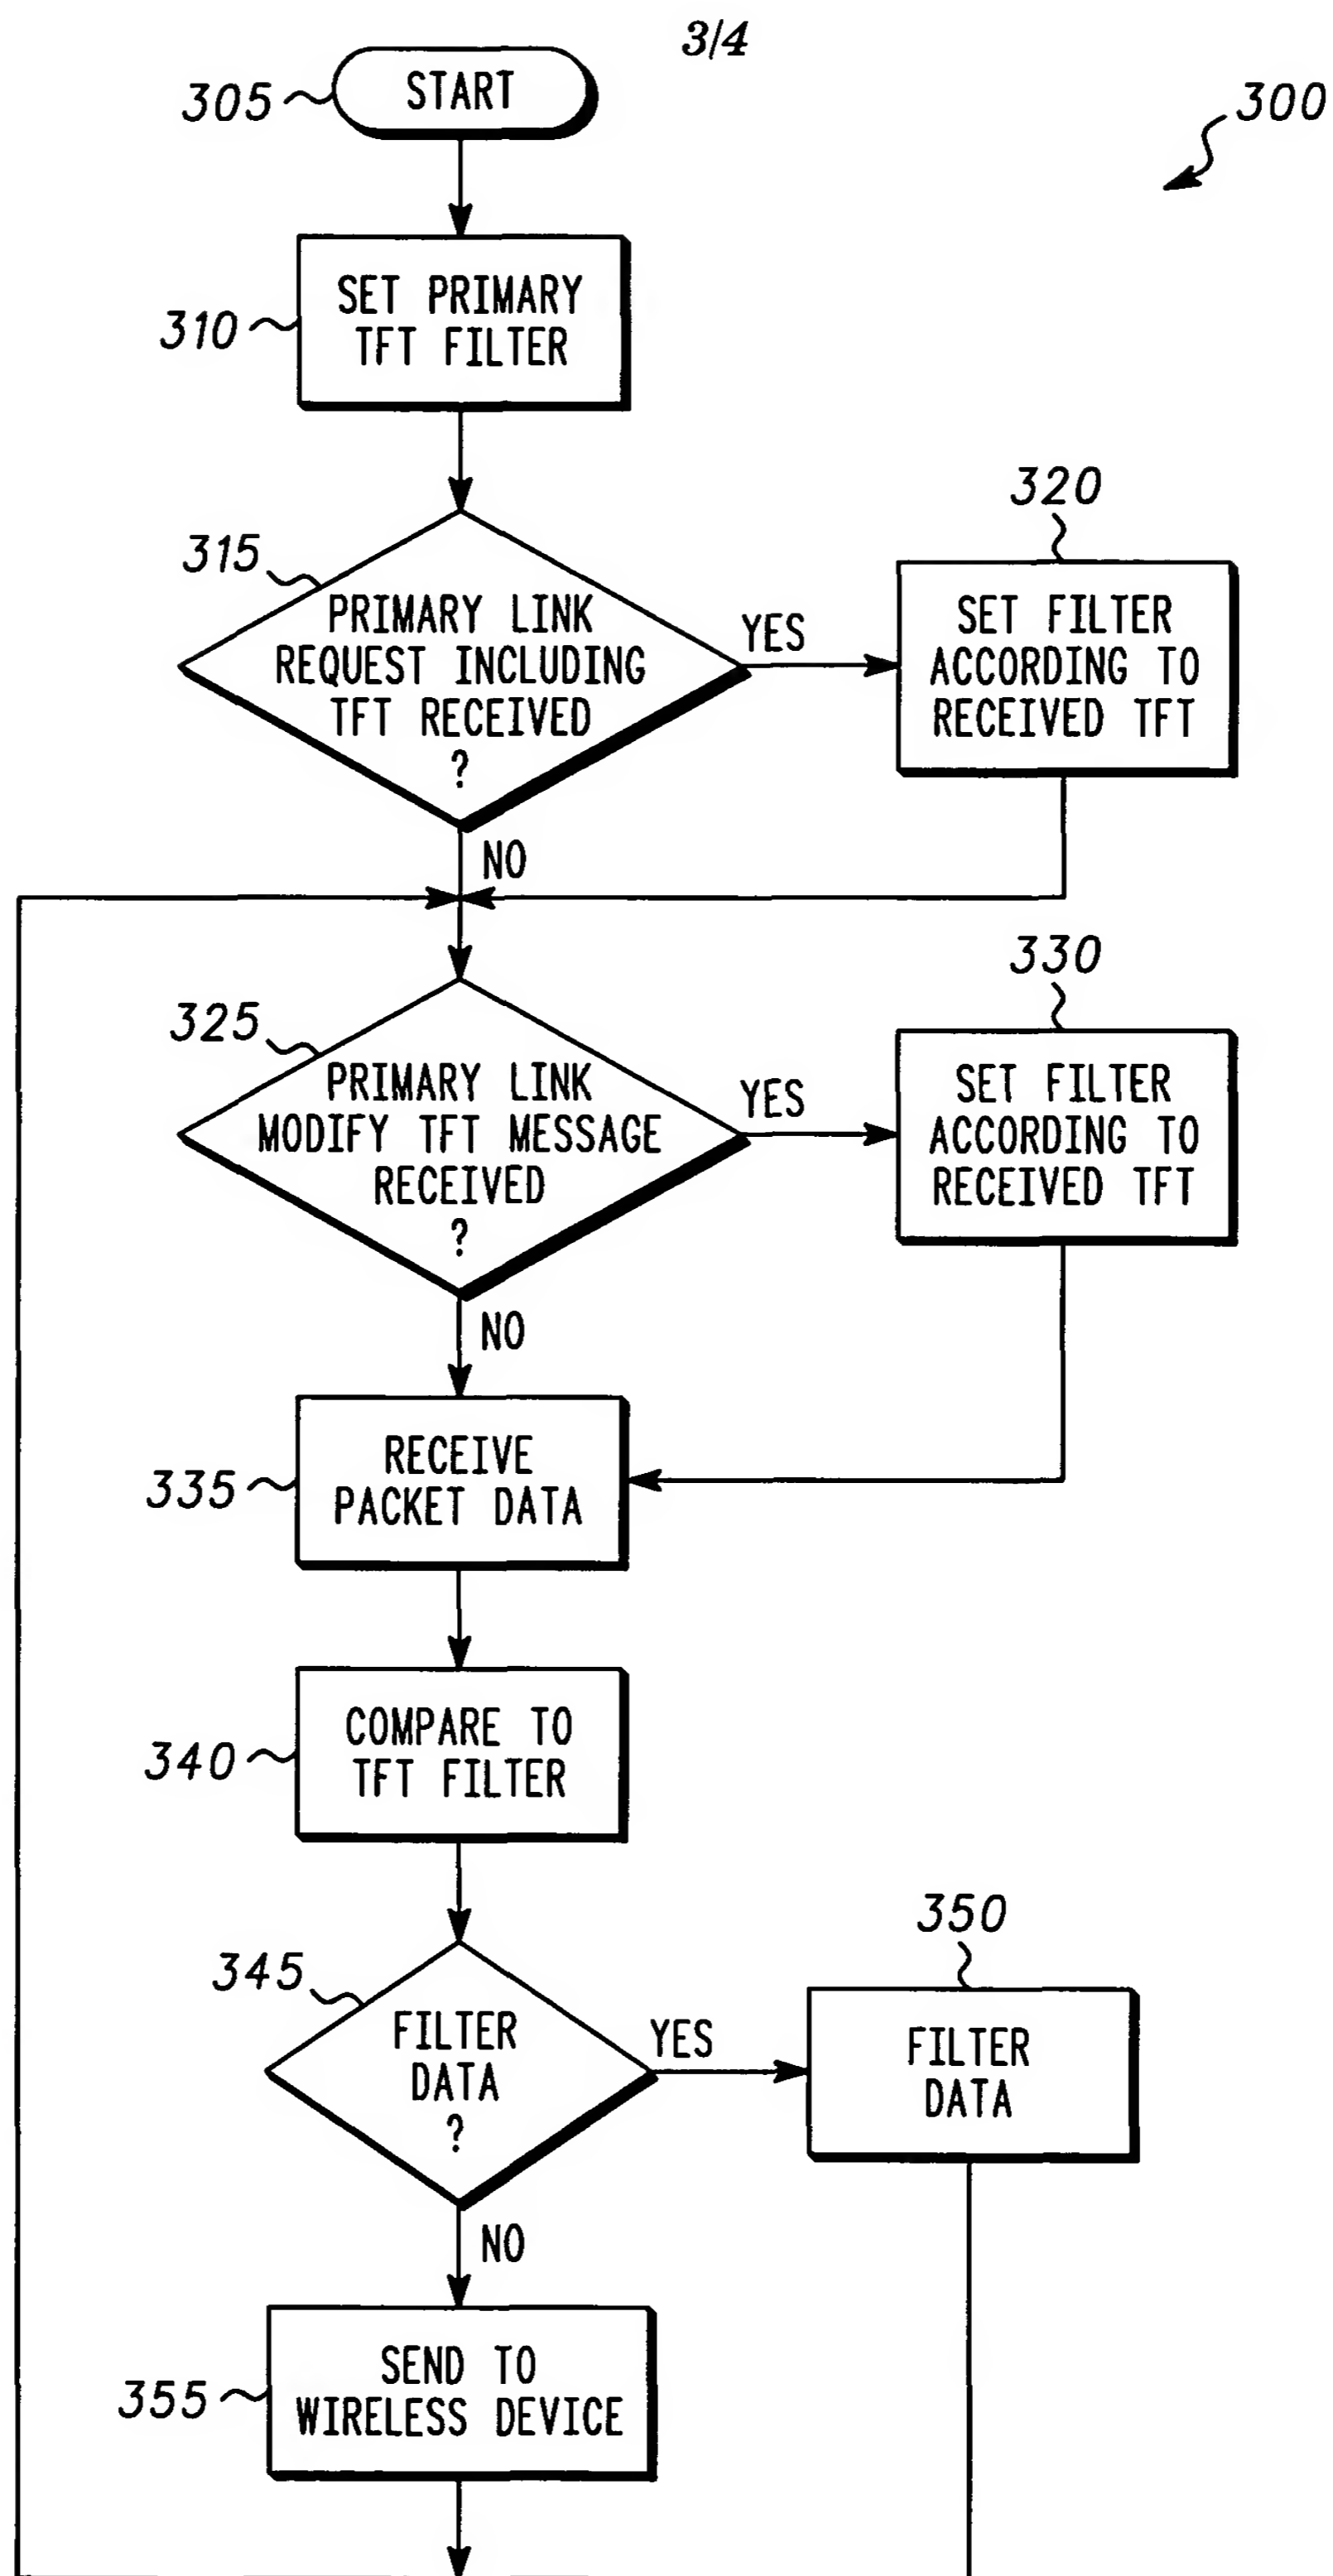 3/4
305
START
300
310
SET PRIMARY
TFT FILTER
315
PRIMARY LINK
REQUEST INCLUDING
TFT RECEIVED
?
YES
320
SET FILTER
ACCORDING TO
RECEIVED TFT
NO
325
PRIMARY LINK
MODIFY TFT MESSAGE
RECEIVED
?
YES
330
SET FILTER
ACCORDING TO
RECEIVED TFT
NO
335
RECEIVE
PACKET DATA
340
COMPARE TO
TFT FILTER
345
FILTER
DATA
?
YES
350
FILTER
DATA
NO
355
SEND TO
WIRELESS DEVICE